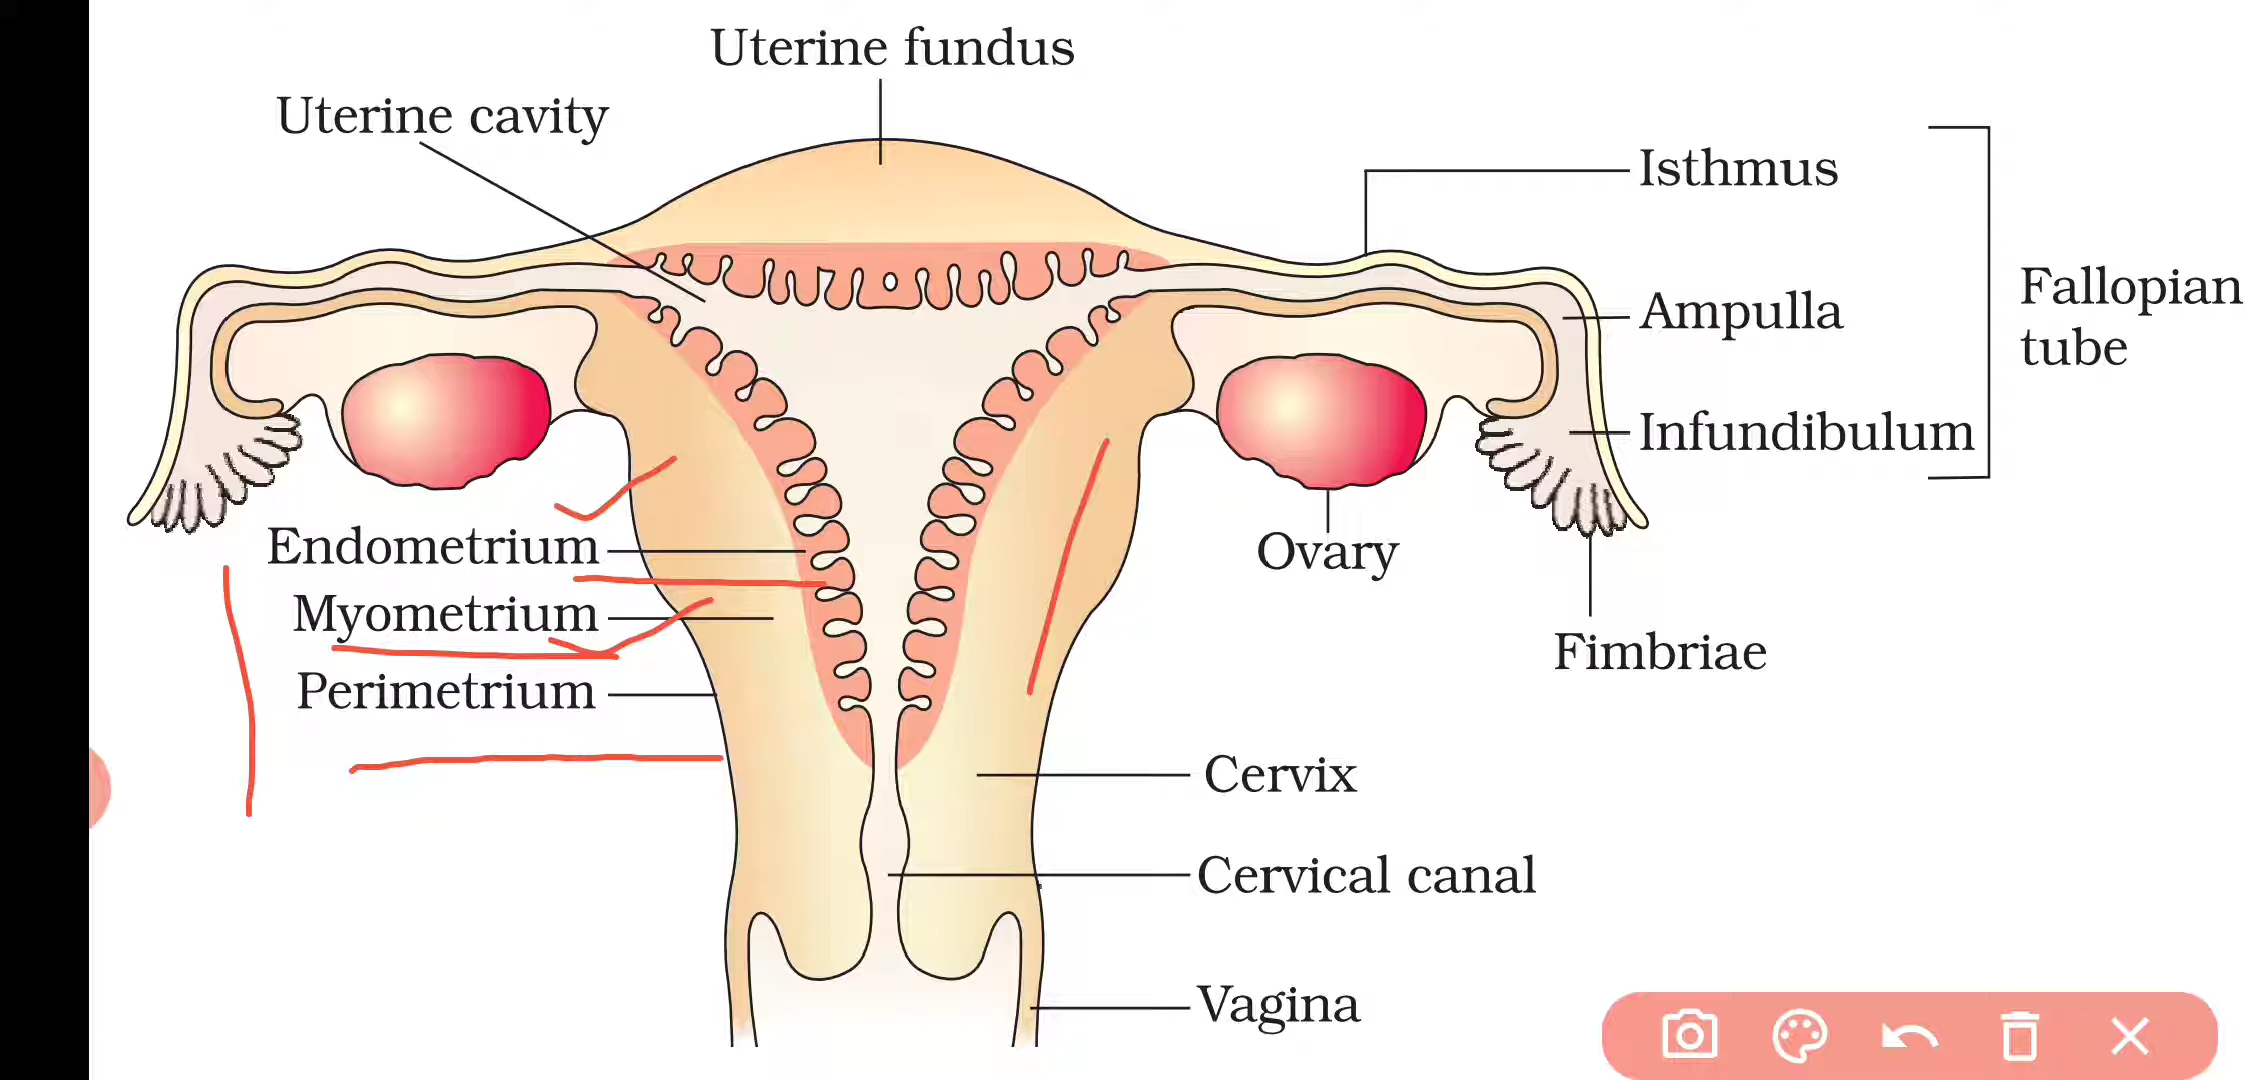 Uterine fundus
Uterine cavity
Isthmus
Ampulla
Infundibulum
Fallopian
tube
Endometrium
Myometrium
Perimetrium
Ovary
Fimbriae
Cervix
Cervical canal
Vagina